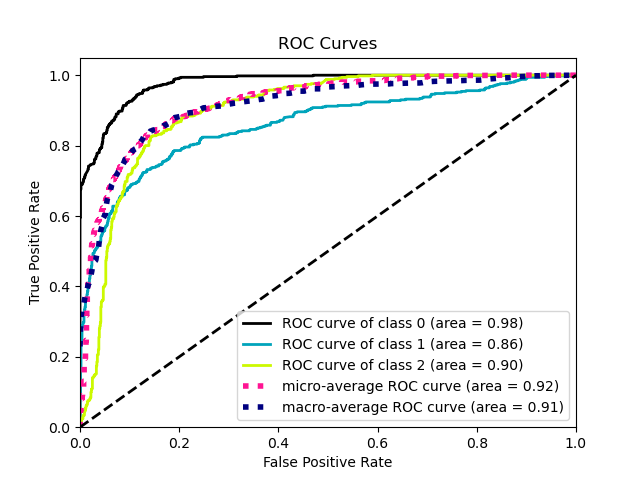 ROC Curves
True Positive Rate
1.0
0.8
0.6
0.4
0.2
0.0
ROC curve of class 0 (area = 0.98)
ROC curve of class 1 (area = 0.86)
ROC curve of class 2 (area = 0.90)
micro-average ROC curve (area = 0.92)
macro-average ROC curve (area = 0.91)
0.0 0.2 0.4 0.6 0.8 1.0
False Positive Rate